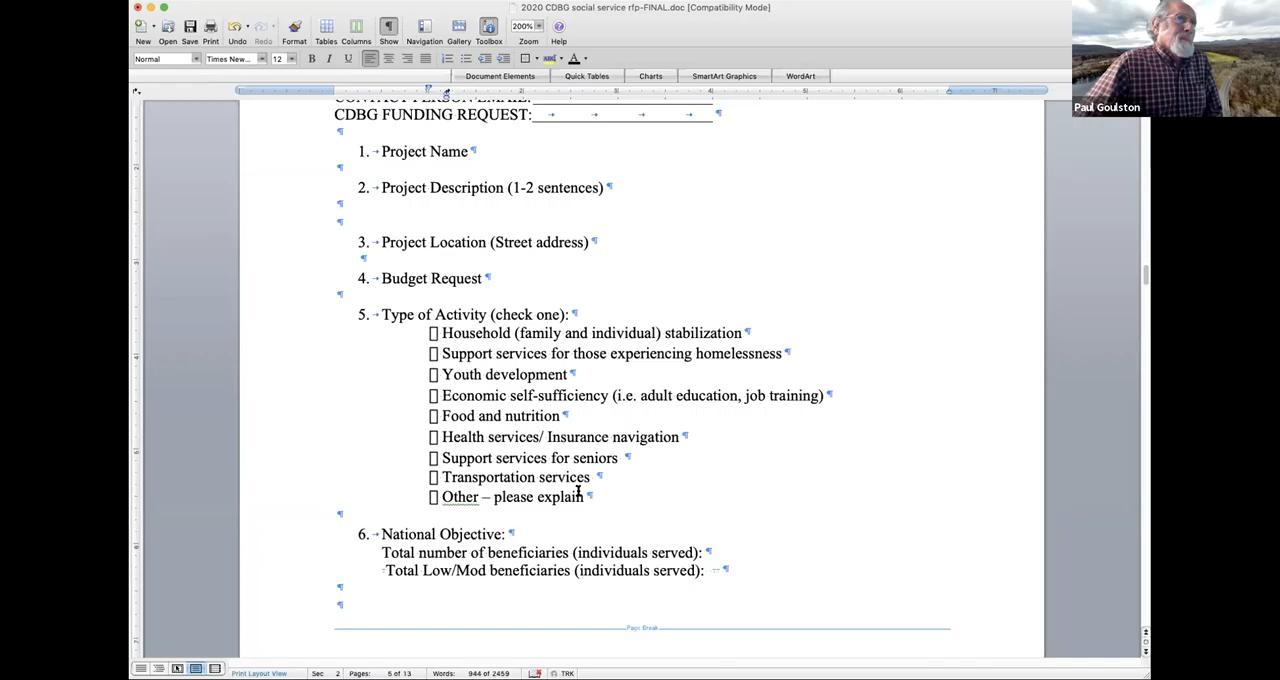 2020 CDBG social service rfp-FINAL.doc [Compatibility Mode]
New Open Save Print Undo Redo Format Tables Columns Show Navigation Gallery Toolbox Zoom Help
200%
Normal Times New... 12
Document Elements Quick Tables Charts SmartArt Graphics WordArt
Paul Goulston
CONTACT PERSON EMAIL:
CDBG FUNDING REQUEST:
1. Project Name
2. Project Description (1-2 sentences)
3. Project Location (Street address)
4. Budget Request
5. Type of Activity (check one):
Household (family and individual) stabilization
Support services for those experiencing homelessness
Youth development
Economic self-sufficiency (i.e. adult education, job training)
Food and nutrition
Health services/ Insurance navigation
Support services for seniors
Transportation services
Other – please explain
6. National Objective:
Total number of beneficiaries (individuals served):
Total Low/Mod beneficiaries (individuals served):
Page Break
Print Layout View Sec 2 Pages: 5 of 13 Words: 944 of 2459 TRK